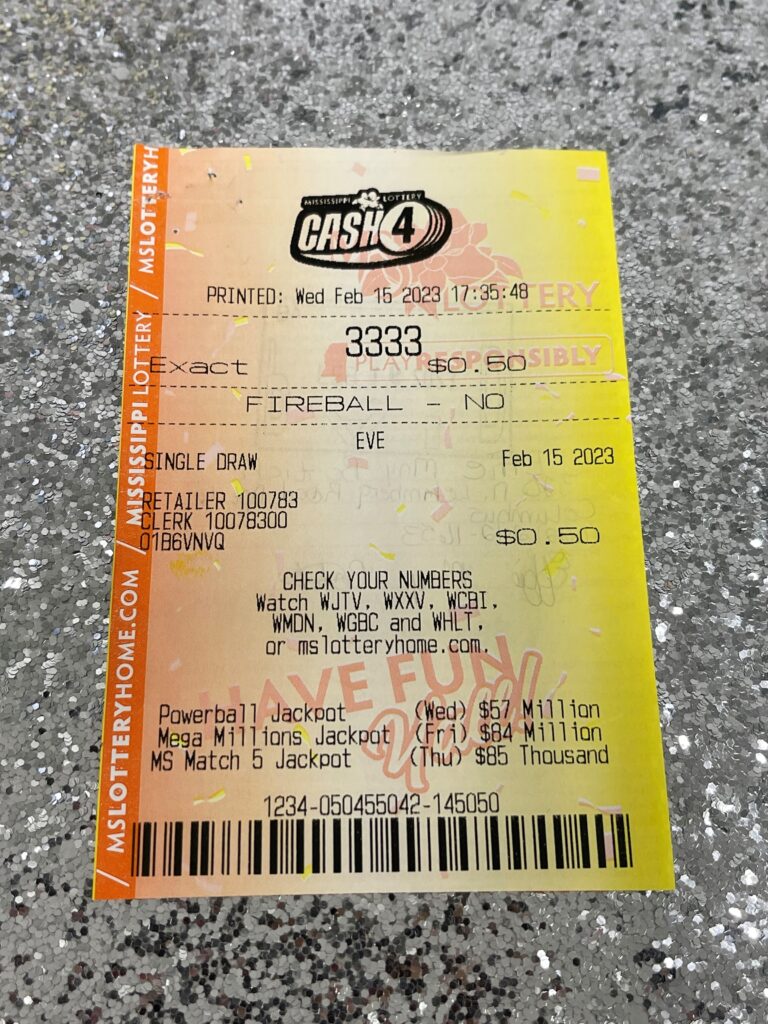 MISSISSIPPI LOTTERY
CASH 4
PRINTED: Wed Feb 15 2023 17:35:48
LOTTERY
3333
PLAYRESPONSIBLY
Exact $0.50
FIREBALL - NO
EVE
SINGLE DRAW Feb 15 2023
RETAILER 100783
CLERK 10078300
01B6VNVQ $0.50
CHECK YOUR NUMBERS
Watch WJTV, WXXV, WCBI,
WMDN, WGBC and WHLT,
or mslotteryhome.com.
HAVE FUN
Y'all!
Powerball Jackpot (Wed) $57 Million
Mega Millions Jackpot (Fri) $84 Million
MS Match 5 Jackpot (Thu) $85 Thousand
1234-050455042-145050
/ MSLOTTERYHOME.COM / MISSISSIPPI LOTTERY / MSLOTTERYH